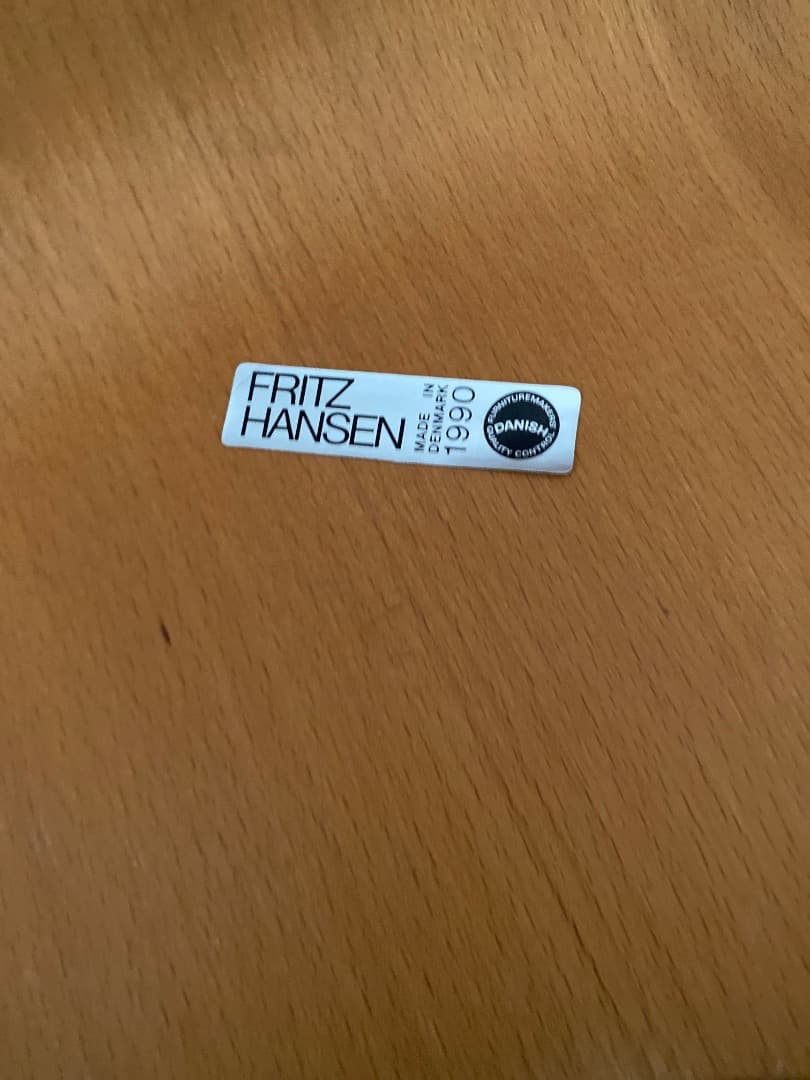 FRITZ
HANSEN
MADE IN
DENMARK
1990
FURNITUREMAKERS'
DANISH
QUALITY CONTROL